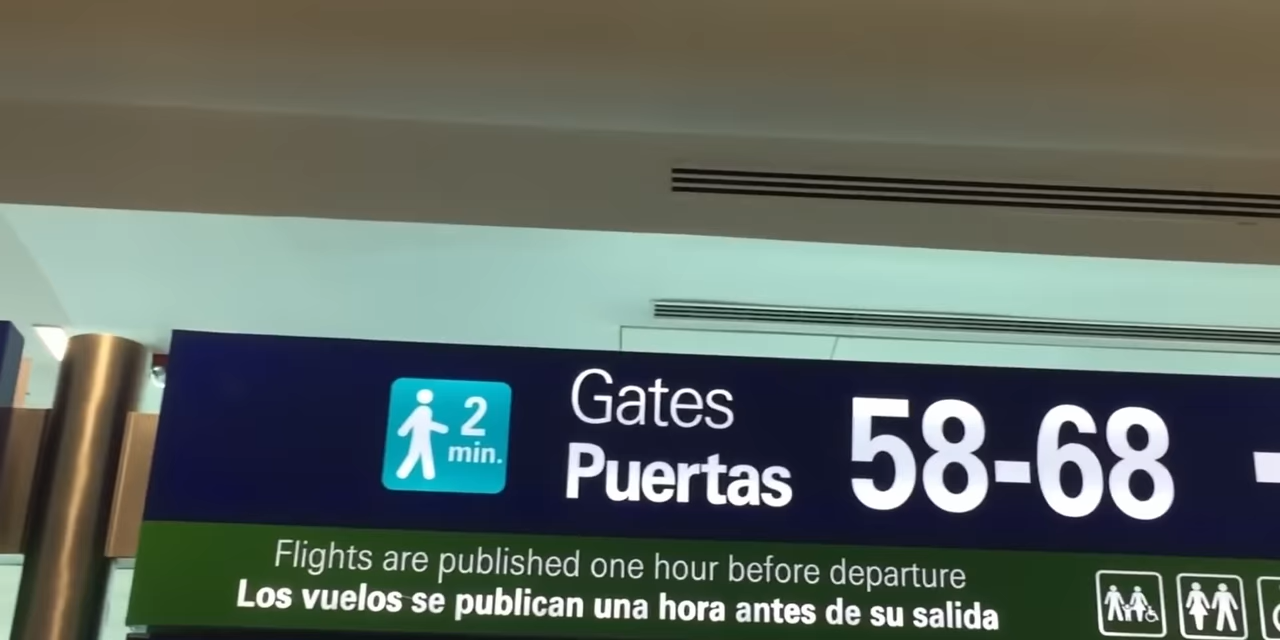 2
min.
Gates
Puertas
58-68
Flights are published one hour before departure
Los vuelos se publican una hora antes de su salida